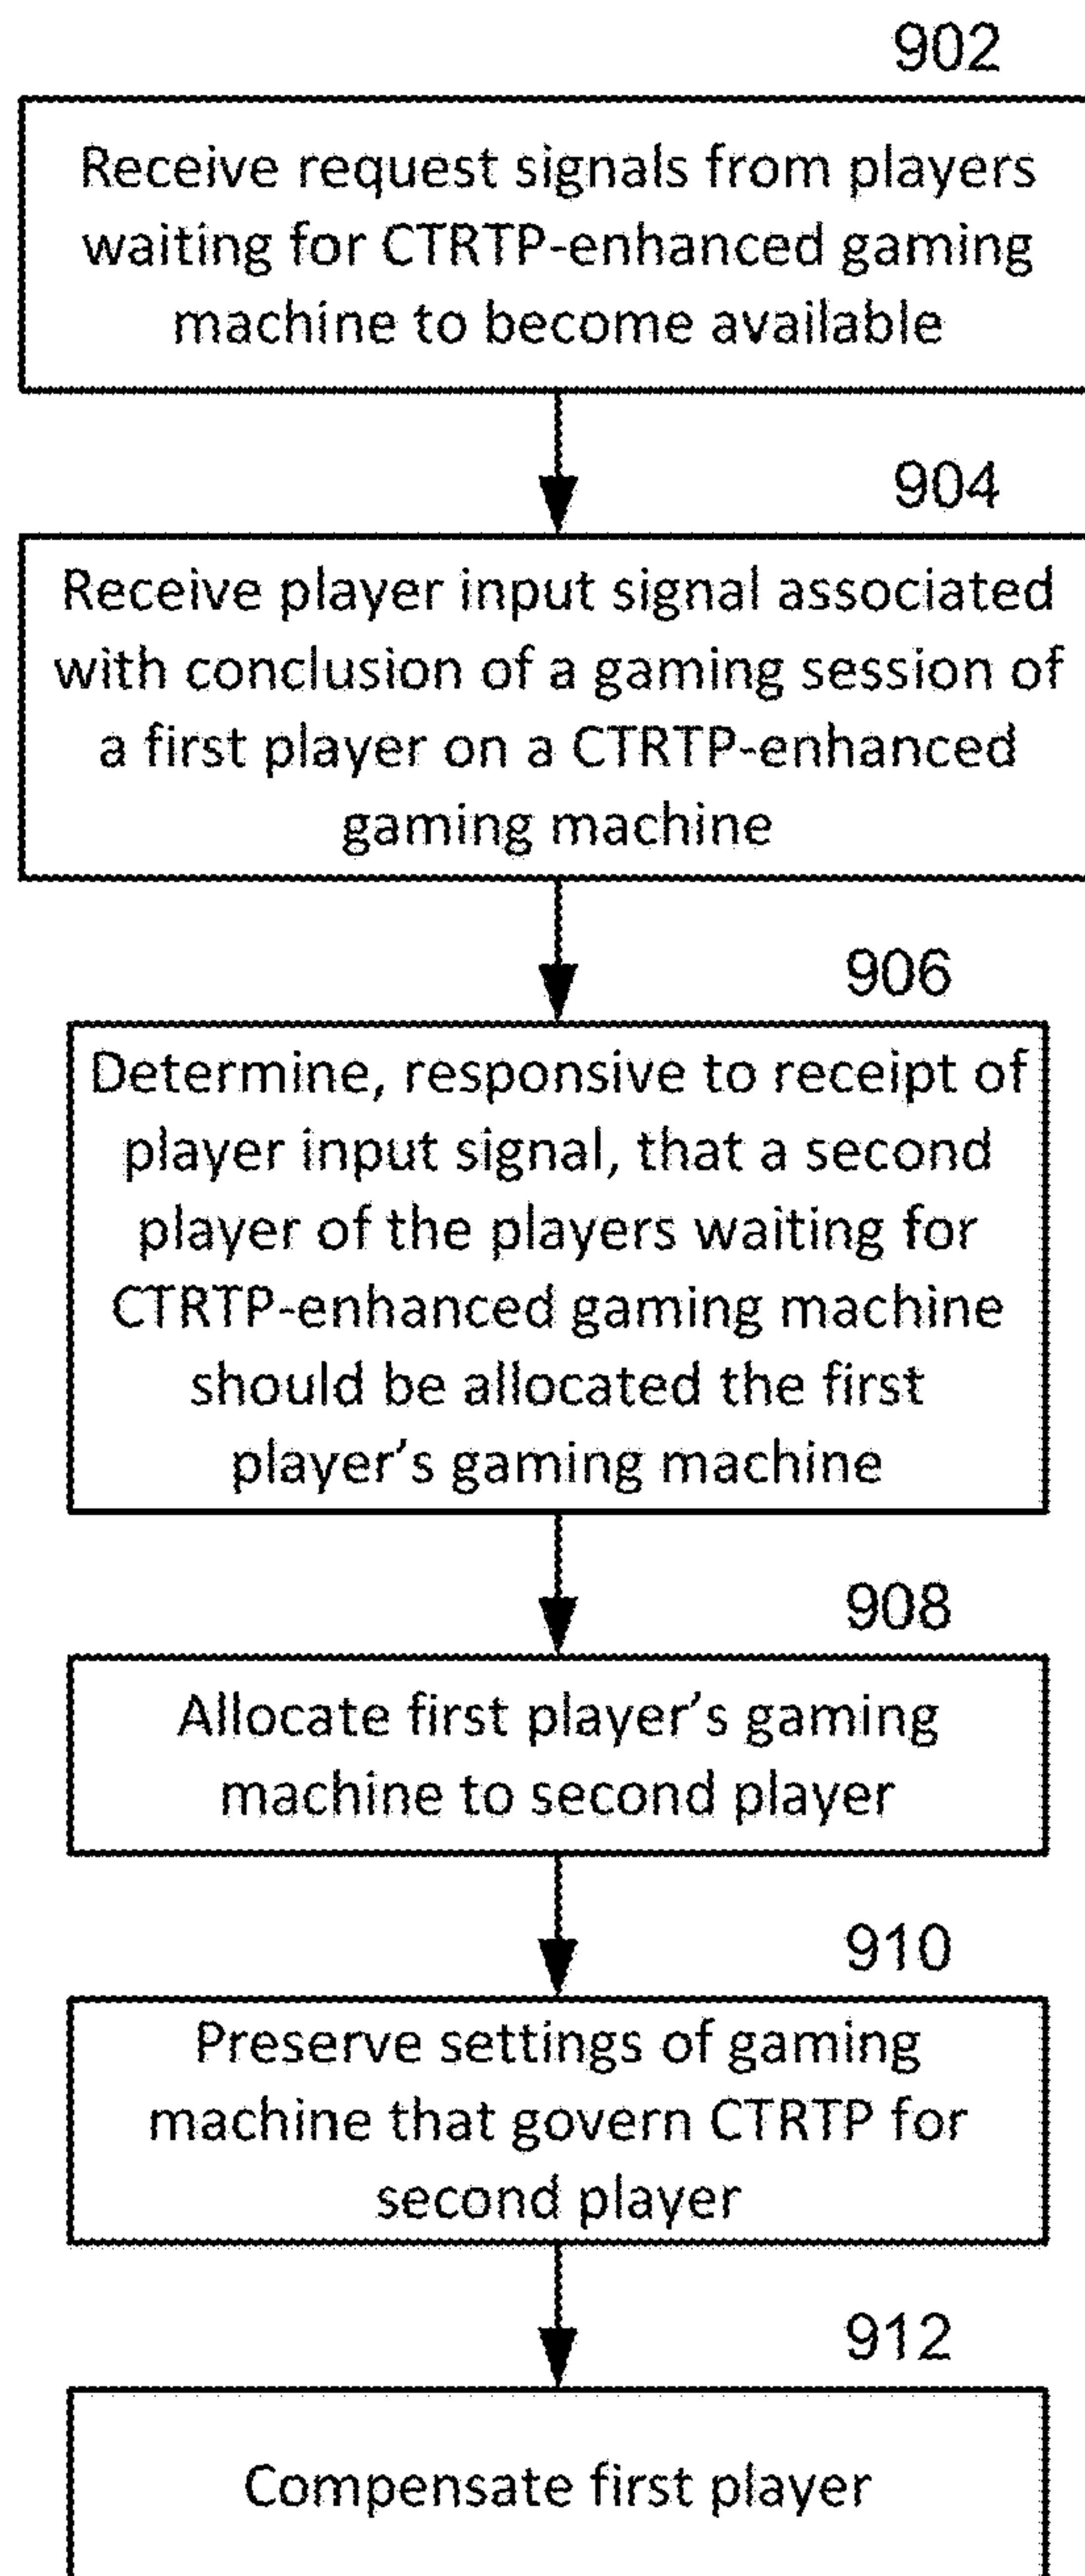 902
Receive request signals from players
waiting for CTRTP-enhanced gaming
machine to become available
904
Receive player input signal associated
with conclusion of a gaming session of
a first player on a CTRTP-enhanced
gaming machine
906
Determine, responsive to receipt of
player input signal, that a second
player of the players waiting for
CTRTP-enhanced gaming machine
should be allocated the first
player's gaming machine
908
Allocate first player's gaming
machine to second player
910
Preserve settings of gaming
machine that govern CTRTP for
second player
912
Compensate first player